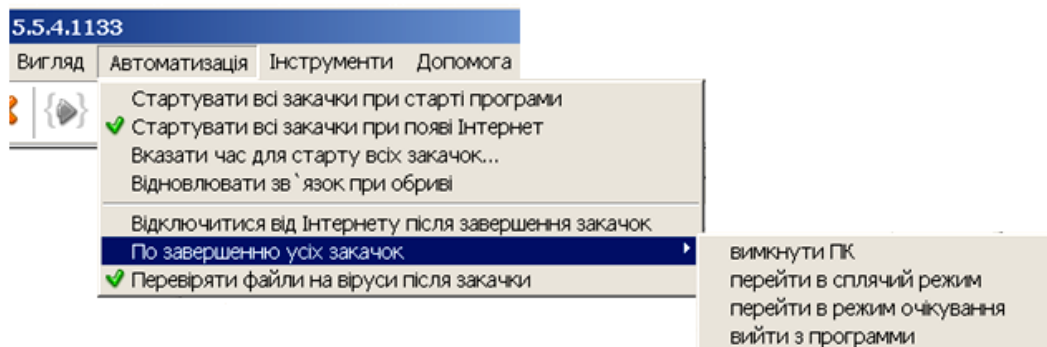 5.5.4.1133
Вигляд Автоматизація Інструменти Допомога
Стартувати всі закачки при старті програми
Стартувати всі закачки при появі Інтернет
Вказати час для старту всіх закачок...
Відновлювати зв`язок при обриві
Відключитися від Інтернету після завершення закачок
По завершенню усіх закачок
Перевіряти файли на віруси після закачки
вимкнути ПК
перейти в сплячий режим
перейти в режим очікування
вийти з программи